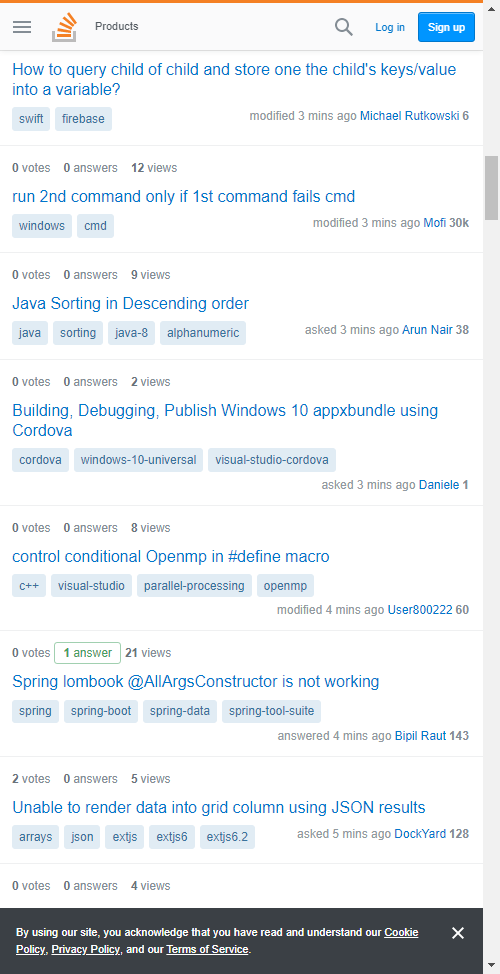 Products
Log in
Sign up
How to query child of child and store one the child's keys/value
into a variable?
swift firebase
modified 3 mins ago Michael Rutkowski 6
0 votes 0 answers 12 views
run 2nd command only if 1st command fails cmd
windows cmd
modified 3 mins ago Mofi 30k
0 votes 0 answers 9 views
Java Sorting in Descending order
java sorting java-8 alphanumeric
asked 3 mins ago Arun Nair 38
0 votes 0 answers 2 views
Building, Debugging, Publish Windows 10 appxbundle using
Cordova
cordova windows-10-universal visual-studio-cordova
asked 3 mins ago Daniele 1
0 votes 0 answers 8 views
control conditional Openmp in #define macro
c++ visual-studio parallel-processing openmp
modified 4 mins ago User800222 60
0 votes 1 answer 21 views
Spring lombook @AllArgsConstructor is not working
spring spring-boot spring-data spring-tool-suite
answered 4 mins ago Bipil Raut 143
2 votes 0 answers 5 views
Unable to render data into grid column using JSON results
arrays json extjs extjs6 extjs6.2
asked 5 mins ago DockYard 128
0 votes 0 answers 4 views
By using our site, you acknowledge that you have read and understand our Cookie
Policy, Privacy Policy, and our Terms of Service.